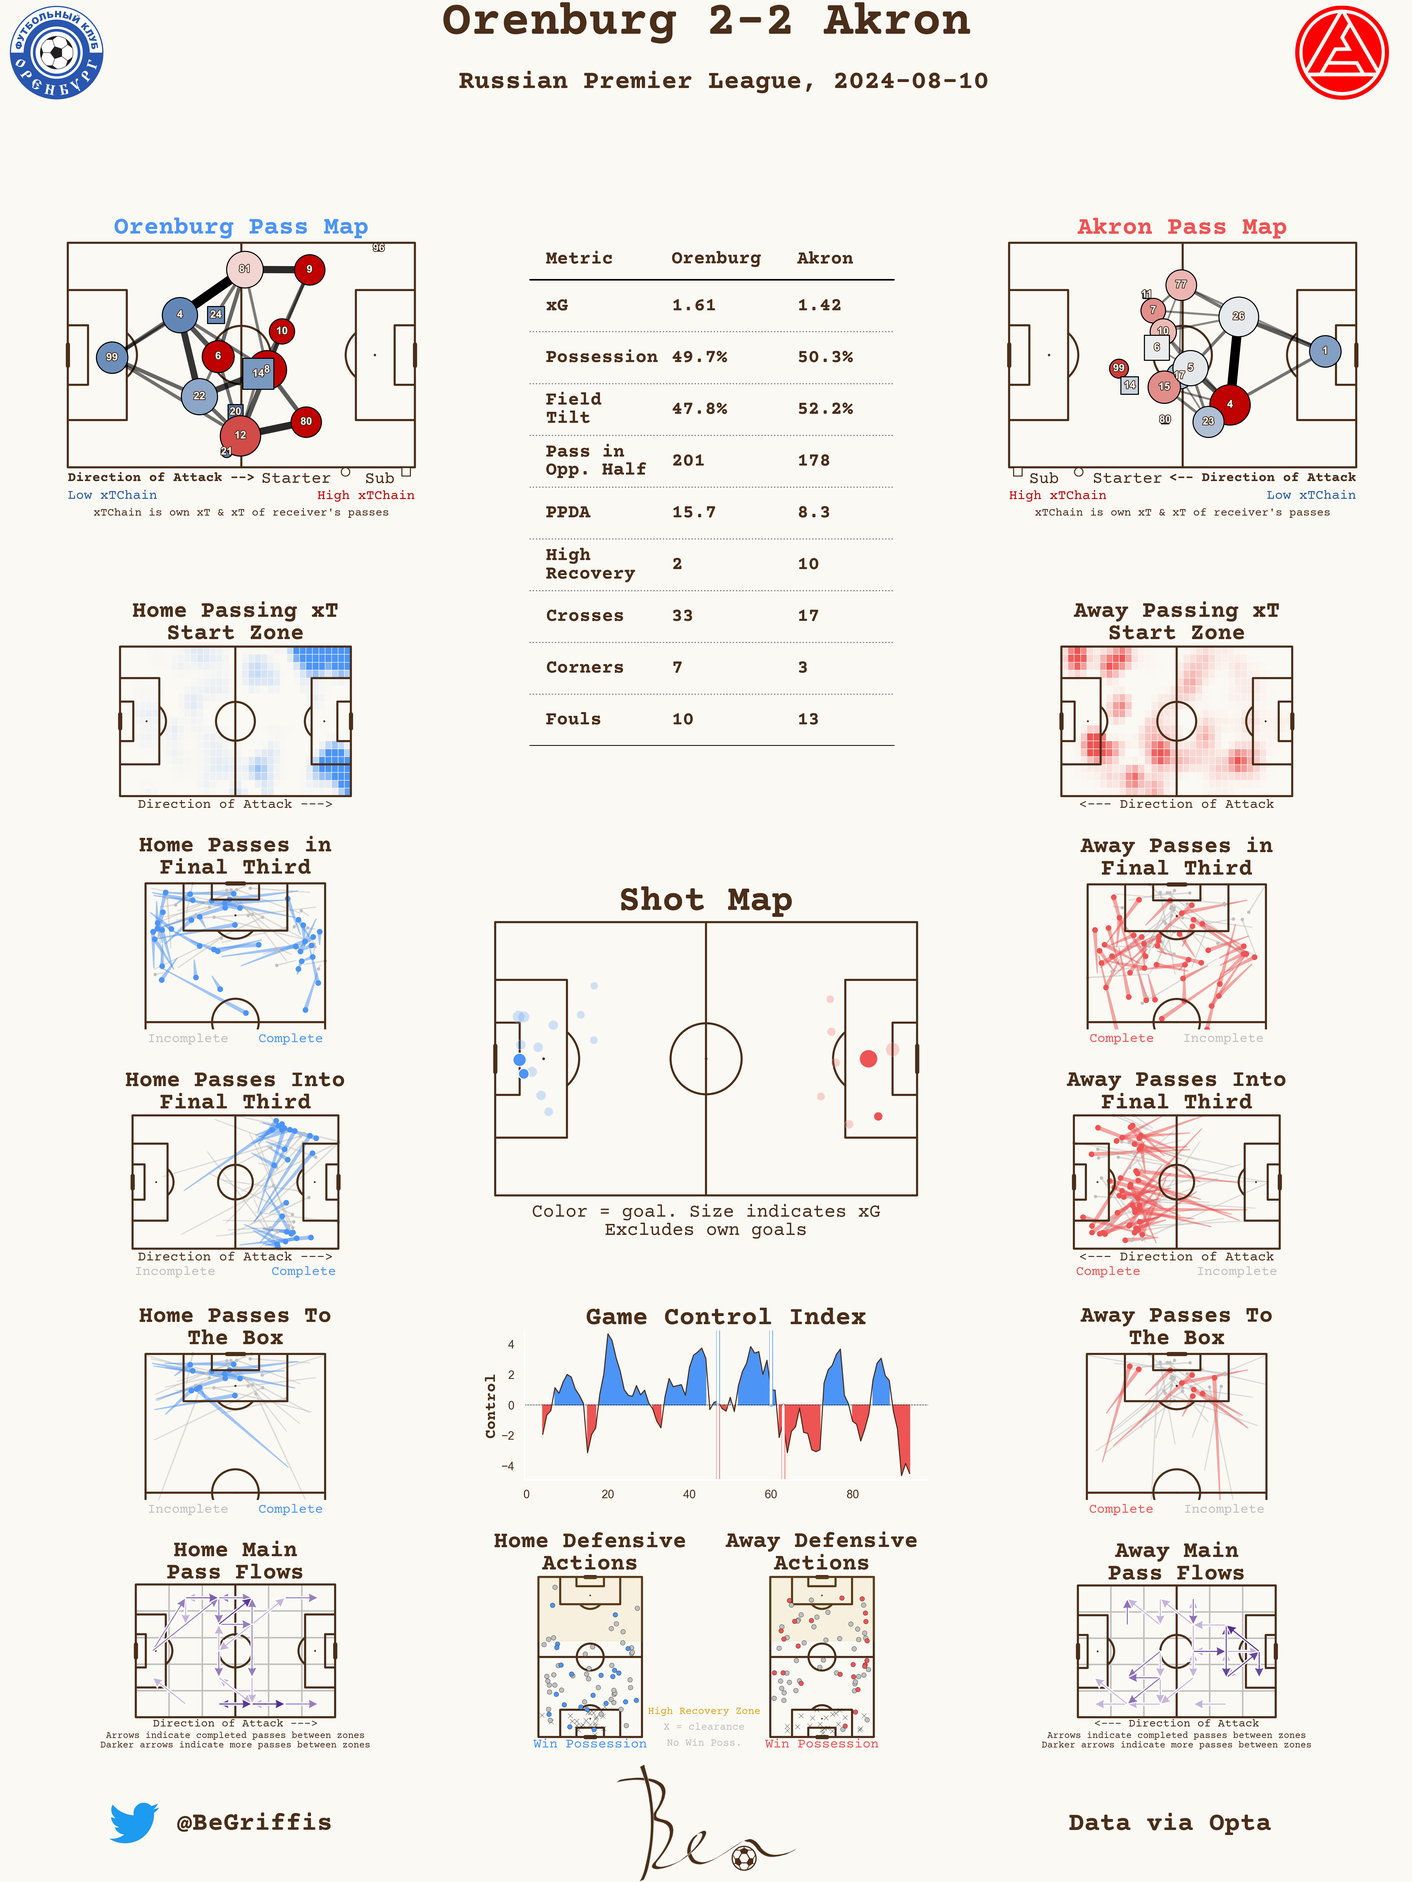 Orenburg 2-2 Akron
Russian Premier League, 2024-08-10
ФУТБОЛЬНЫЙ КЛУБ
ОРЕНБУРГ
Orenburg Pass Map
96
81
9
4
24
10
99
6
14
8
22
20
80
12
21
Direction of Attack --> Starter Sub
Low xTChain High xTChain
xTChain is own xT & xT of receiver's passes
Metric Orenburg Akron
xG 1.61 1.42
Possession 49.7% 50.3%
Field
Tilt 47.8% 52.2%
Pass in
Opp. Half 201 178
PPDA 15.7 8.3
High
Recovery 2 10
Crosses 33 17
Corners 7 3
Fouls 10 13
Akron Pass Map
77
11
7
26
10
6
1
99
5
17
14
15
4
80
23
Sub Starter <-- Direction of Attack
High xTChain Low xTChain
xTChain is own xT & xT of receiver's passes
Home Passing xT
Start Zone
Direction of Attack --->
Away Passing xT
Start Zone
<--- Direction of Attack
Home Passes in
Final Third
Incomplete Complete
Away Passes in
Final Third
Complete Incomplete
Shot Map
Color = goal. Size indicates xG
Excludes own goals
Home Passes Into
Final Third
Direction of Attack --->
Incomplete Complete
Away Passes Into
Final Third
<--- Direction of Attack
Complete Incomplete
Home Passes To
The Box
Incomplete Complete
Game Control Index
Control
4
2
0
−2
−4
0 20 40 60 80
Away Passes To
The Box
Complete Incomplete
Home Main
Pass Flows
Direction of Attack --->
Arrows indicate completed passes between zones
Darker arrows indicate more passes between zones
Home Defensive
Actions
Win Possession
Away Defensive
Actions
Win Possession
High Recovery Zone
X = clearance
No Win Poss.
Away Main
Pass Flows
<--- Direction of Attack
Arrows indicate completed passes between zones
Darker arrows indicate more passes between zones
@BeGriffis
Ben
Data via Opta